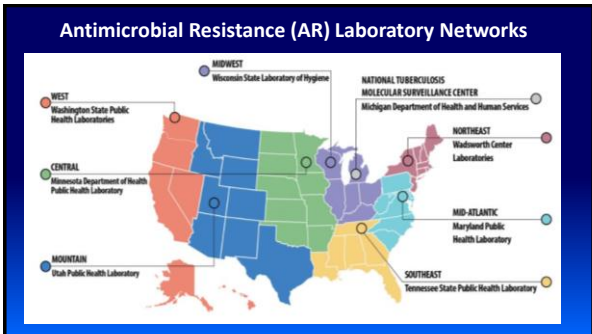 Antimicrobial Resistance (AR) Laboratory Networks
MIDWEST
Wisconsin State Laboratory of Hygiene
NATIONAL TUBERCULOSIS
MOLECULAR SURVEILLANCE CENTER
Michigan Department of Health and Human Services
WEST
Washington State Public
Health Laboratories
NORTHEAST
Wadsworth Center
Laboratories
CENTRAL
Minnesota Department of Health
Public Health Laboratory
MID-ATLANTIC
Maryland Public
Health Laboratory
MOUNTAIN
Utah Public Health Laboratory
SOUTHEAST
Tennessee State Public Health Laboratory